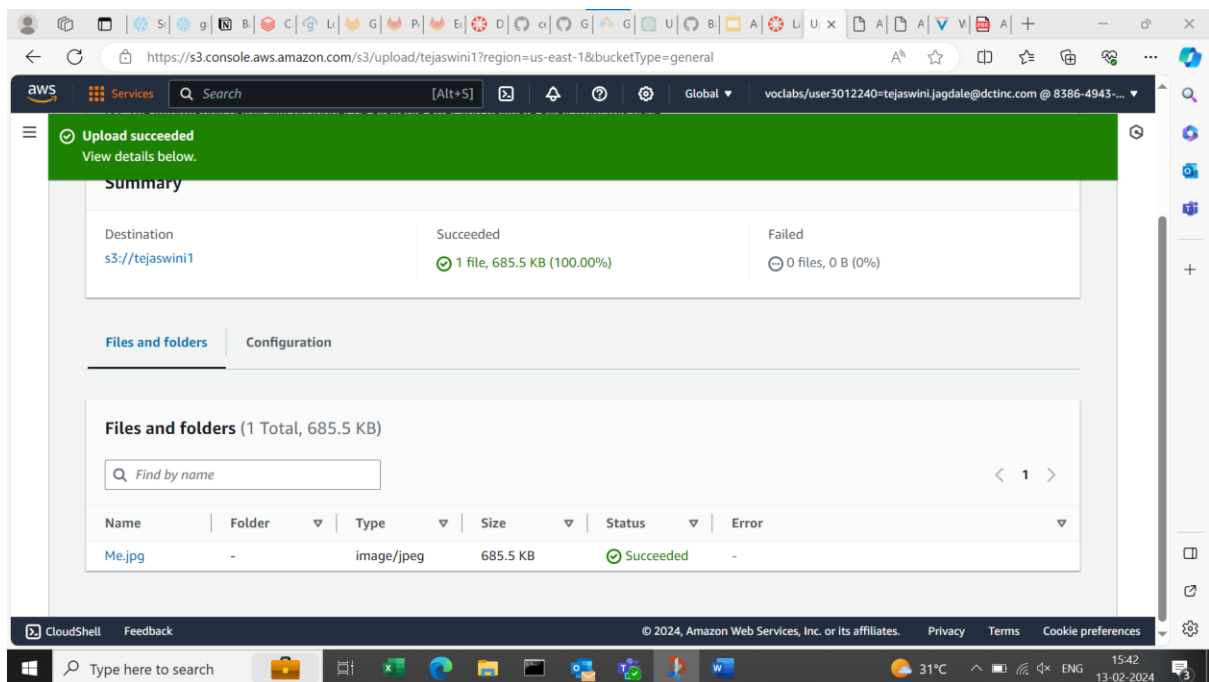 https://s3.console.aws.amazon.com/s3/upload/tejaswini1?region=us-east-1&bucketType=general
aws Services Search [Alt+S] Global voclabs/user3012240=tejaswini.jagdale@dctinc.com @ 8386-4943-...
Upload succeeded
View details below.
Summary
Destination Succeeded Failed
s3://tejaswini1 1 file, 685.5 KB (100.00%) 0 files, 0 B (0%)
Files and folders Configuration
Files and folders (1 Total, 685.5 KB)
Find by name 1
Name Folder Type Size Status Error
Me.jpg - image/jpeg 685.5 KB Succeeded -
CloudShell Feedback © 2024, Amazon Web Services, Inc. or its affiliates. Privacy Terms Cookie preferences
Type here to search 31°C ENG 15:42
13-02-2024